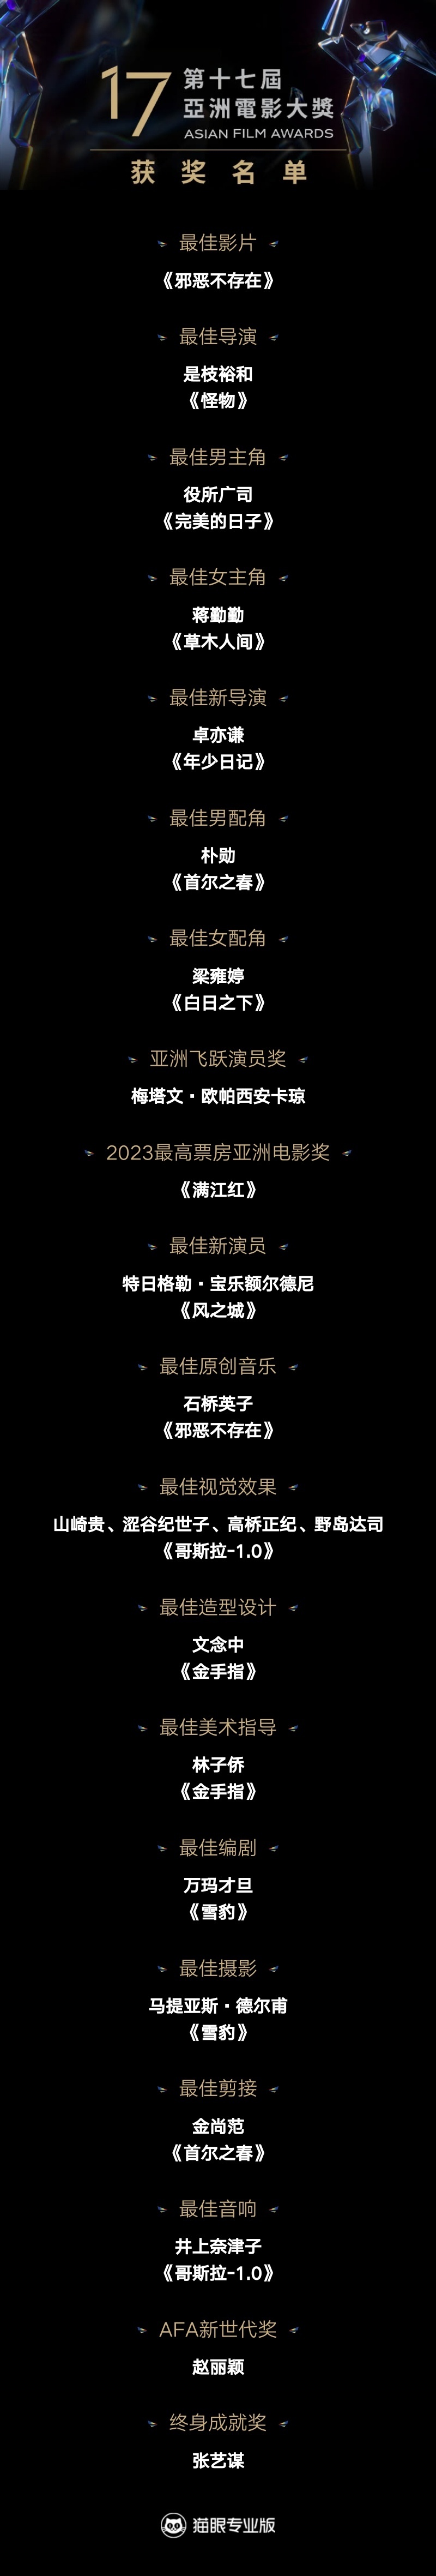 17
第十七屆
亞洲電影大獎
ASIAN FILM AWARDS
获奖名单
最佳影片
《邪恶不存在》
最佳导演
是枝裕和
《怪物》
最佳男主角
役所广司
《完美的日子》
最佳女主角
蒋勤勤
《草木人间》
最佳新导演
卓亦谦
《年少日记》
最佳男配角
朴勋
《首尔之春》
最佳女配角
梁雍婷
《白日之下》
亚洲飞跃演员奖
梅塔文·欧帕西安卡琼
2023最高票房亚洲电影奖
《满江红》
最佳新演员
特日格勒·宝乐额尔德尼
《风之城》
最佳原创音乐
石桥英子
《邪恶不存在》
最佳视觉效果
山崎贵、涩谷纪世子、高桥正纪、野岛达司
《哥斯拉-1.0》
最佳造型设计
文念中
《金手指》
最佳美术指导
林子侨
《金手指》
最佳编剧
万玛才旦
《雪豹》
最佳摄影
马提亚斯·德尔甫
《雪豹》
最佳剪接
金尚范
《首尔之春》
最佳音响
井上奈津子
《哥斯拉-1.0》
AFA新世代奖
赵丽颖
终身成就奖
张艺谋
猫眼专业版